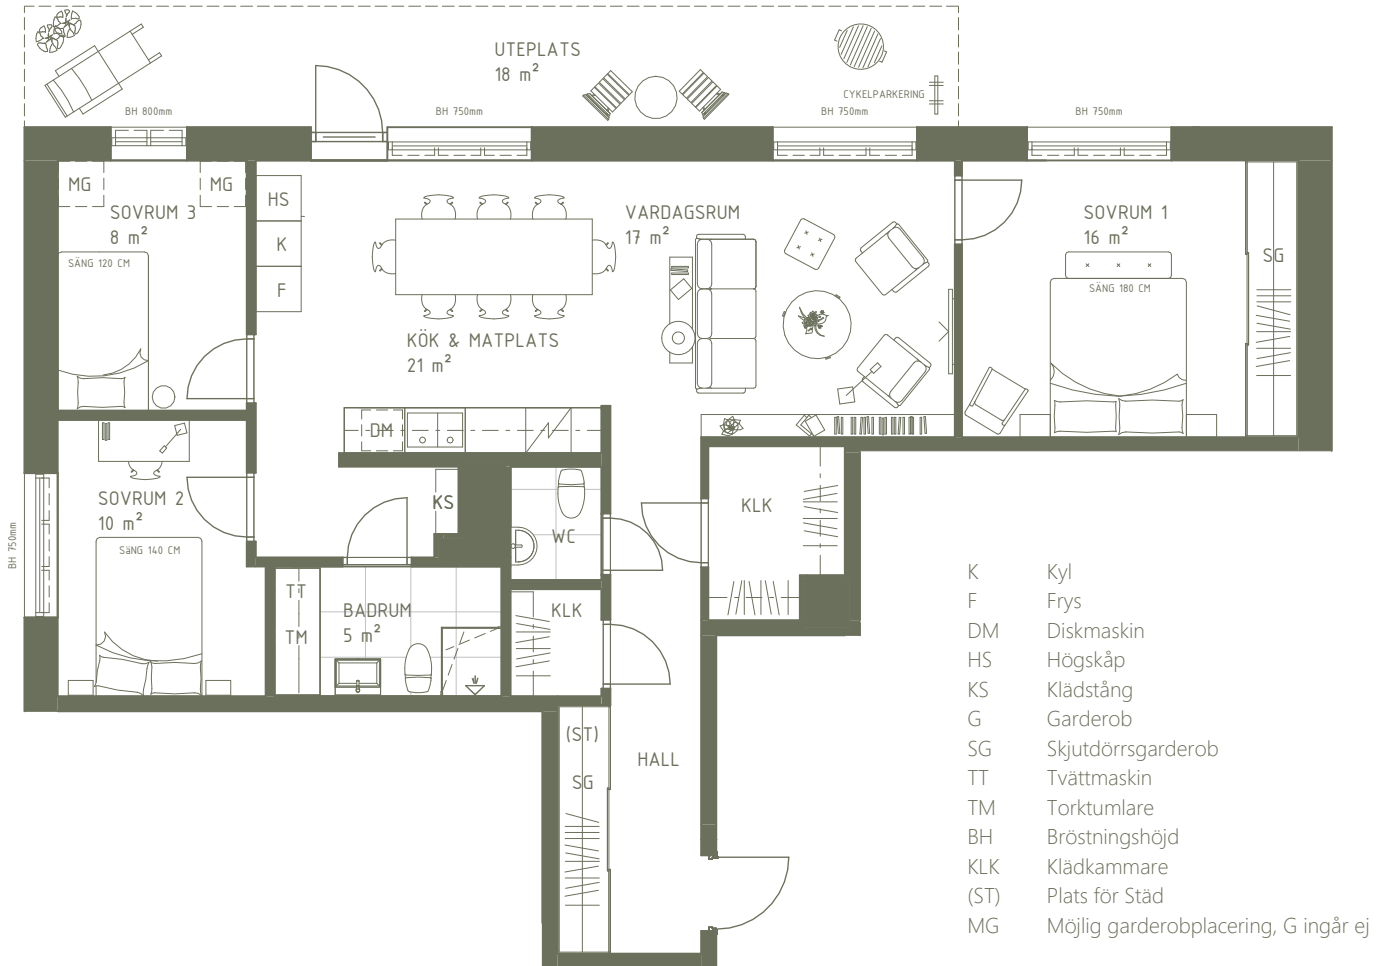 UTEPLATS
18 m²
CYKELPARKERING
BH 800mm
BH 750mm
BH 750mm
BH 750mm
MG
MG
SOVRUM 3
8 m²
SÄNG 120 CM
HS
K
F
VARDAGSRUM
17 m²
SOVRUM 1
16 m²
SG
SÄNG 180 CM
KÖK & MATPLATS
21 m²
DM
SOVRUM 2
10 m²
SÄNG 140 CM
BH 750mm
KS
WC
KLK
TT
TM
BADRUM
5 m²
KLK
(ST)
SG
HALL
K Kyl
F Frys
DM Diskmaskin
HS Högskåp
KS Klädstång
G Garderob
SG Skjutdörrsgarderob
TT Tvättmaskin
TM Torktumlare
BH Bröstningshöjd
KLK Klädkammare
(ST) Plats för Städ
MG Möjlig garderobplacering, G ingår ej